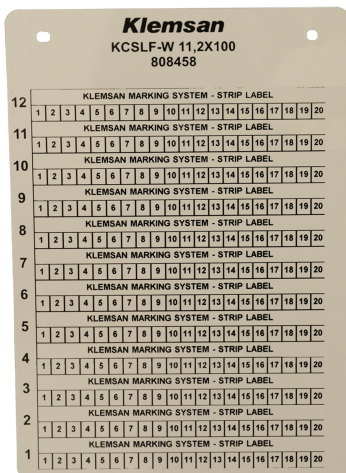 Klemsan
KCSLF-W 11,2X100
808458
KLEMSAN MARKING SYSTEM - STRIP LABEL
12 1 2 3 4 5 6 7 8 9 10 11 12 13 14 15 16 17 18 19 20
KLEMSAN MARKING SYSTEM - STRIP LABEL
11 1 2 3 4 5 6 7 8 9 10 11 12 13 14 15 16 17 18 19 20
KLEMSAN MARKING SYSTEM - STRIP LABEL
10 1 2 3 4 5 6 7 8 9 10 11 12 13 14 15 16 17 18 19 20
KLEMSAN MARKING SYSTEM - STRIP LABEL
9 1 2 3 4 5 6 7 8 9 10 11 12 13 14 15 16 17 18 19 20
KLEMSAN MARKING SYSTEM - STRIP LABEL
8 1 2 3 4 5 6 7 8 9 10 11 12 13 14 15 16 17 18 19 20
KLEMSAN MARKING SYSTEM - STRIP LABEL
7 1 2 3 4 5 6 7 8 9 10 11 12 13 14 15 16 17 18 19 20
KLEMSAN MARKING SYSTEM - STRIP LABEL
6 1 2 3 4 5 6 7 8 9 10 11 12 13 14 15 16 17 18 19 20
KLEMSAN MARKING SYSTEM - STRIP LABEL
5 1 2 3 4 5 6 7 8 9 10 11 12 13 14 15 16 17 18 19 20
KLEMSAN MARKING SYSTEM - STRIP LABEL
4 1 2 3 4 5 6 7 8 9 10 11 12 13 14 15 16 17 18 19 20
KLEMSAN MARKING SYSTEM - STRIP LABEL
3 1 2 3 4 5 6 7 8 9 10 11 12 13 14 15 16 17 18 19 20
KLEMSAN MARKING SYSTEM - STRIP LABEL
2 1 2 3 4 5 6 7 8 9 10 11 12 13 14 15 16 17 18 19 20
KLEMSAN MARKING SYSTEM - STRIP LABEL
1 1 2 3 4 5 6 7 8 9 10 11 12 13 14 15 16 17 18 19 20